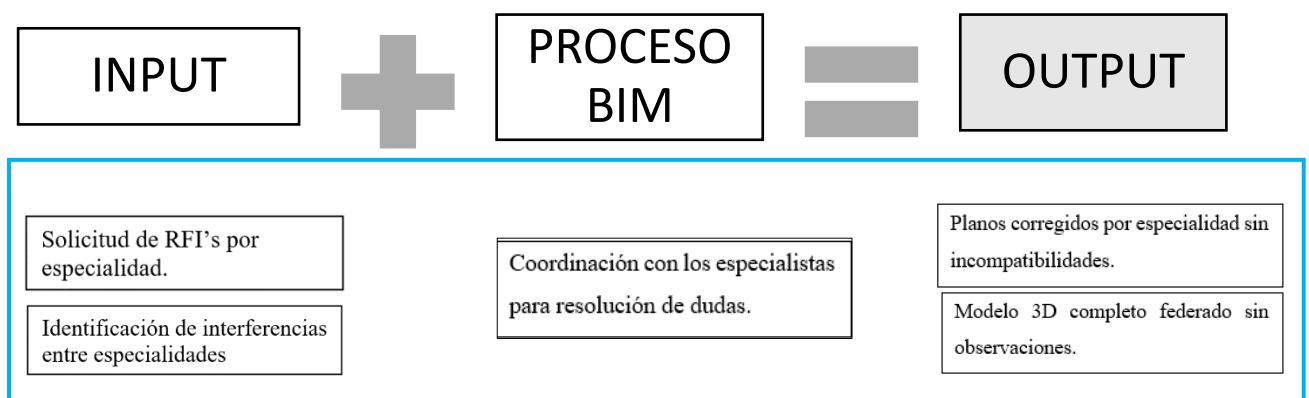 INPUT
PROCESO
BIM
OUTPUT
Solicitud de RFI’s por
especialidad.
Identificación de interferencias
entre especialidades
Coordinación con los especialistas
para resolución de dudas.
Planos corregidos por especialidad sin
incompatibilidades.
Modelo 3D completo federado sin
observaciones.